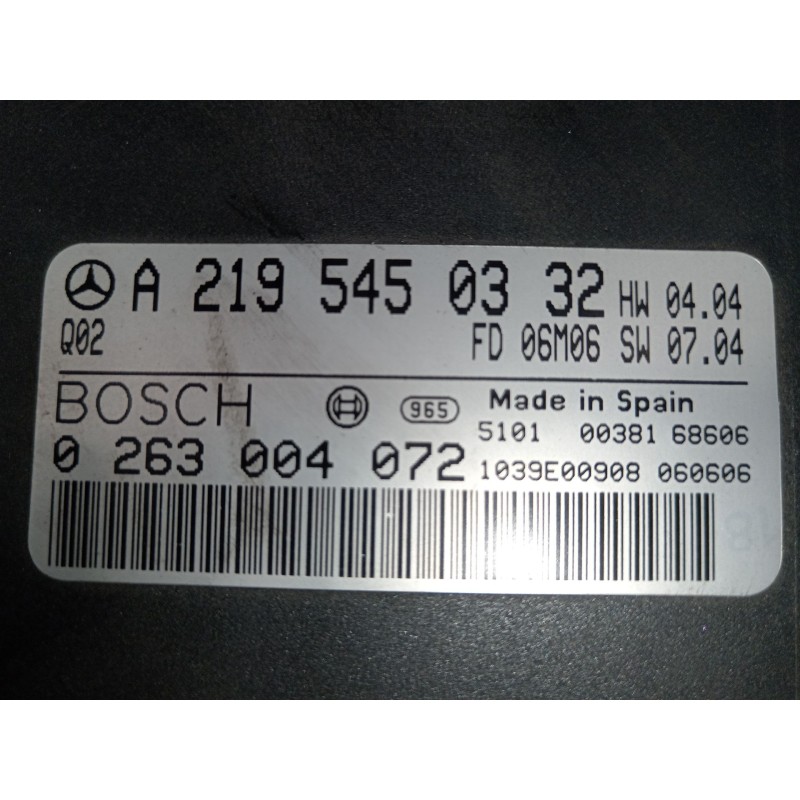 A 219 545 03 32 HW 04.04
Q02 FD 06M06 SW 07.04
BOSCH 965 Made in Spain
5101 00381 68606
0 263 004 072 1039E00908 060606